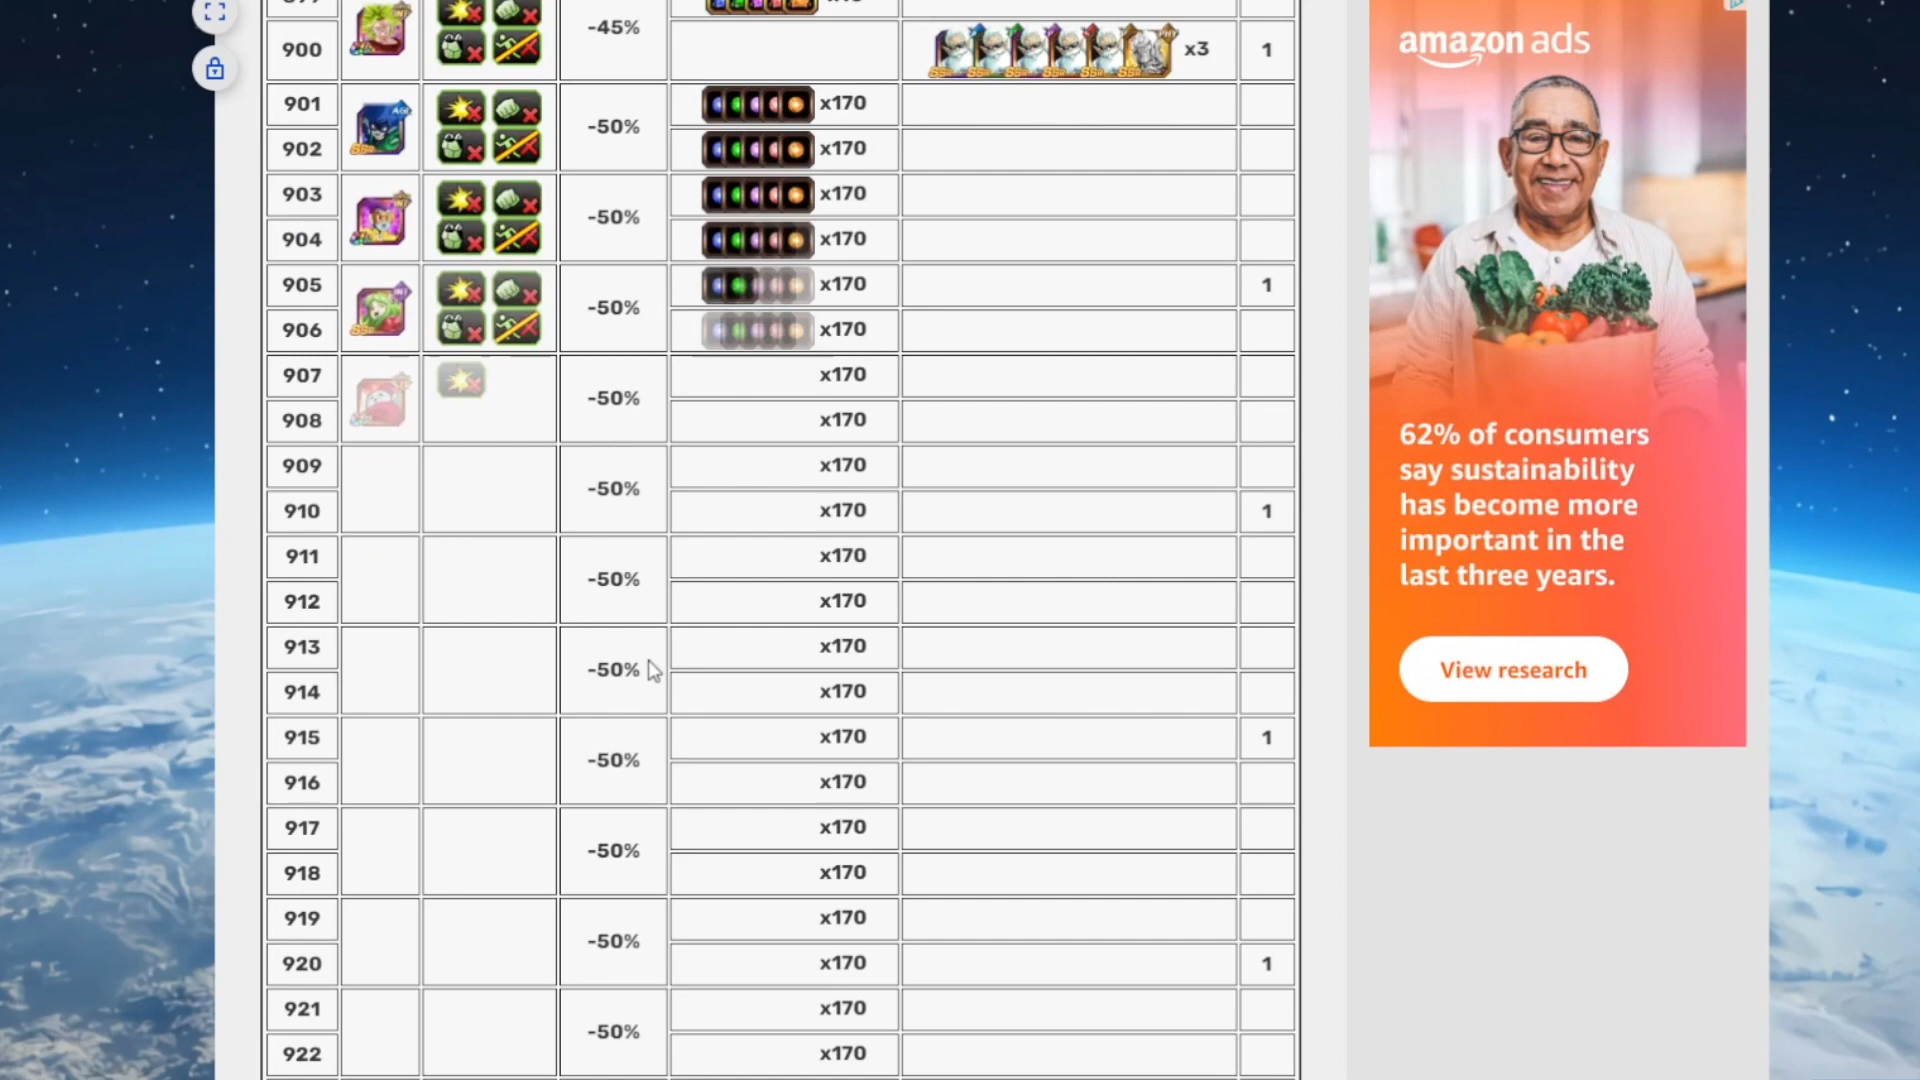 -45%
900 x3 1
901 x170
-50%
902 x170
903 x170
-50%
904 x170
905 x170 1
-50%
906 x170
907 x170
-50%
908 x170
909 x170
-50%
910 x170 1
911 x170
-50%
912 x170
913 x170
-50%
914 x170
915 x170 1
-50%
916 x170
917 x170
-50%
918 x170
919 x170
-50%
920 x170 1
921 x170
-50%
922 x170
amazon ads
62% of consumers
say sustainability
has become more
important in the
last three years.
View research